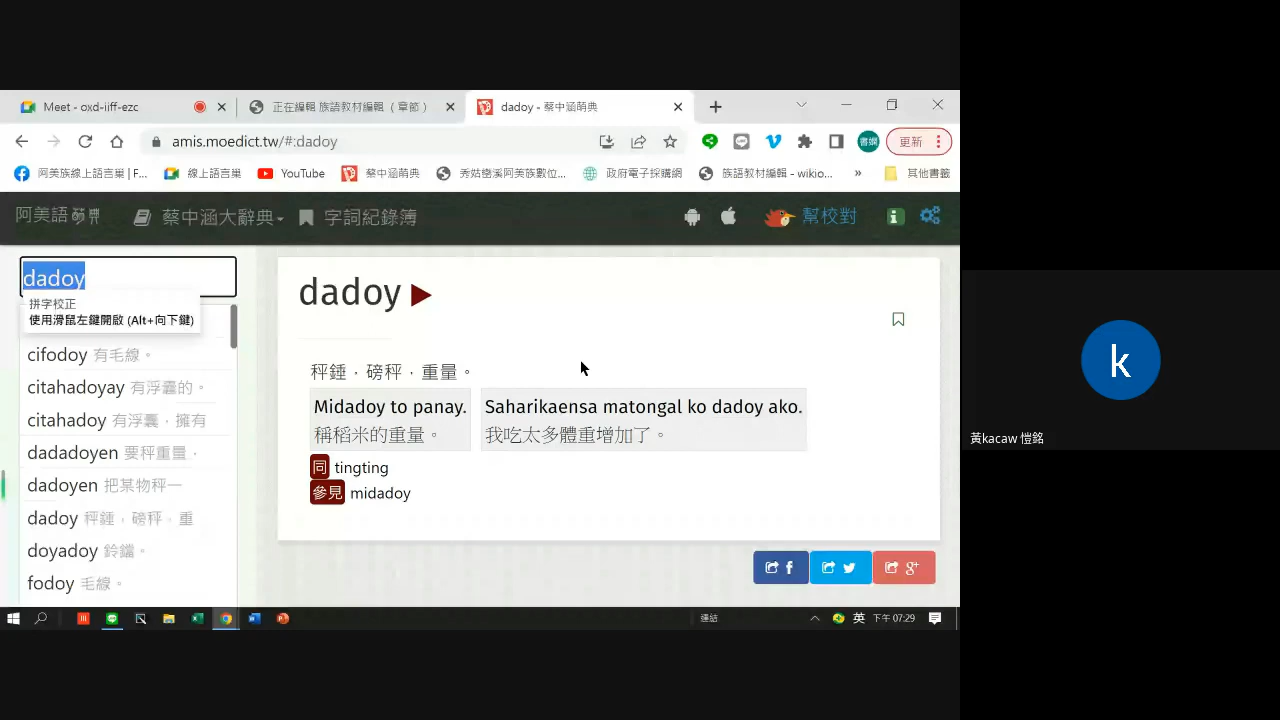 Meet - oxd-iiff-ezc
正在編輯 族語教材編輯 （章節）
dadoy - 蔡中涵萌典
amis.moedict.tw/#:dadoy
書嫻
更新
阿美族線上語言巢 | F...
線上語言巢
YouTube
蔡中涵萌典
秀姑巒溪阿美族數位...
政府電子採購網
族語教材編輯 - wikio...
»
其他書籤
阿美語萌典
蔡中涵大辭典
字詞紀錄簿
幫校對
dadoy
拼字校正
使用滑鼠左鍵開啟 (Alt+向下鍵)
cifodoy 有毛線。
citahadoyay 有浮囊的。
citahadoy 有浮囊，擁有
dadadoyen 要秤重量，
dadoyen 把某物秤一
dadoy 秤錘，磅秤，重
doyadoy 鈴鐺。
fodoy 毛線。
dadoy
秤錘，磅秤，重量。
Midadoy to panay.
稱稻米的重量。
Saharikaensa matongal ko dadoy ako.
我吃太多體重增加了。
同 tingting
參見 midadoy
f
g+
連結
英
下午 07:29
k
黃kacaw 愷銘